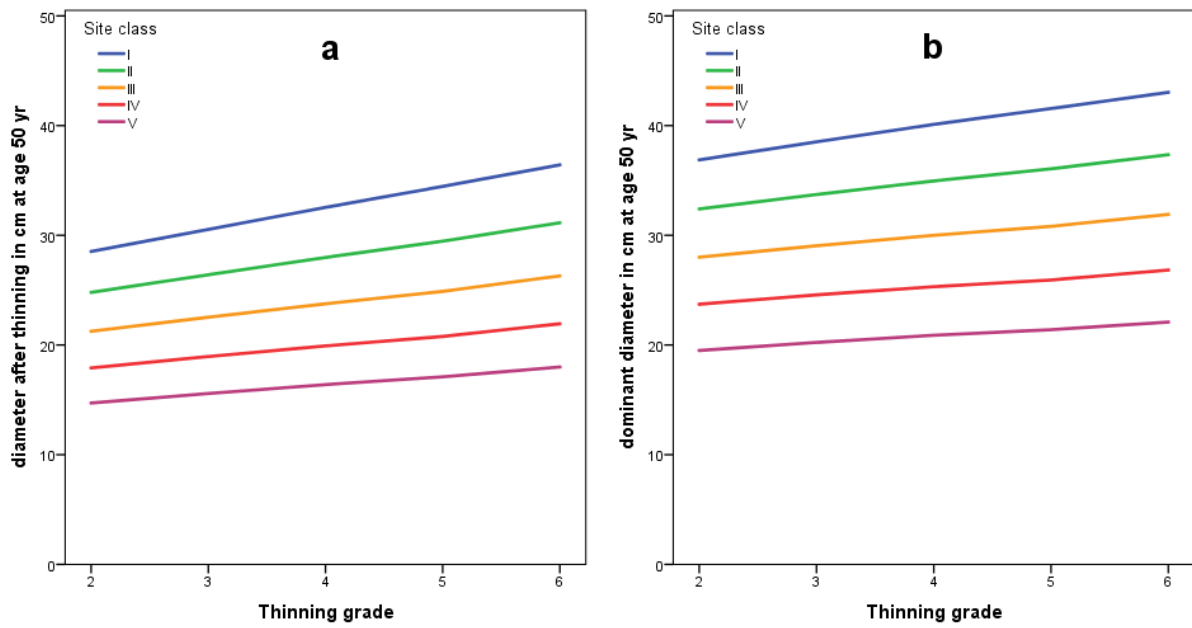 a
Site class
I
II
III
IV
V
diameter after thinning in cm at age 50 yr
50
40
30
20
10
0
2 3 4 5 6
Thinning grade
b
Site class
I
II
III
IV
V
dominant diameter in cm at age 50 yr
50
40
30
20
10
0
2 3 4 5 6
Thinning grade